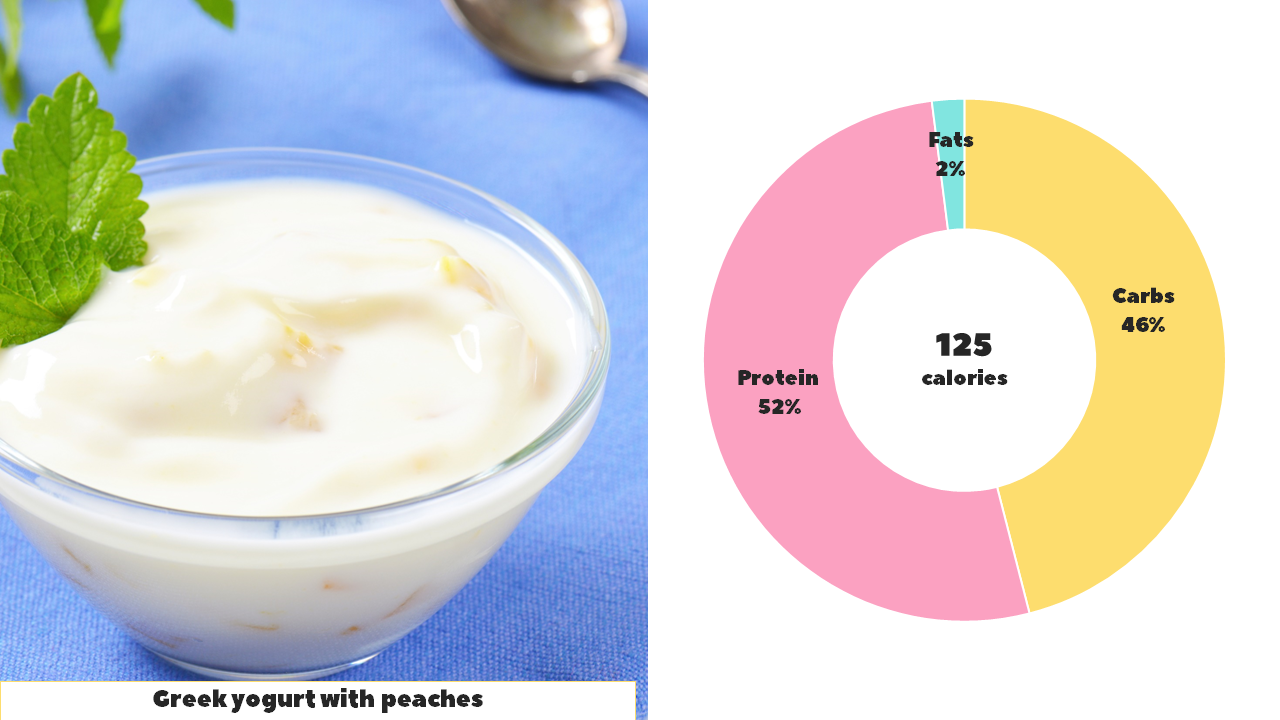 Greek yogurt with peaches
Fats
2%
Carbs
46%
125
calories
Protein
52%